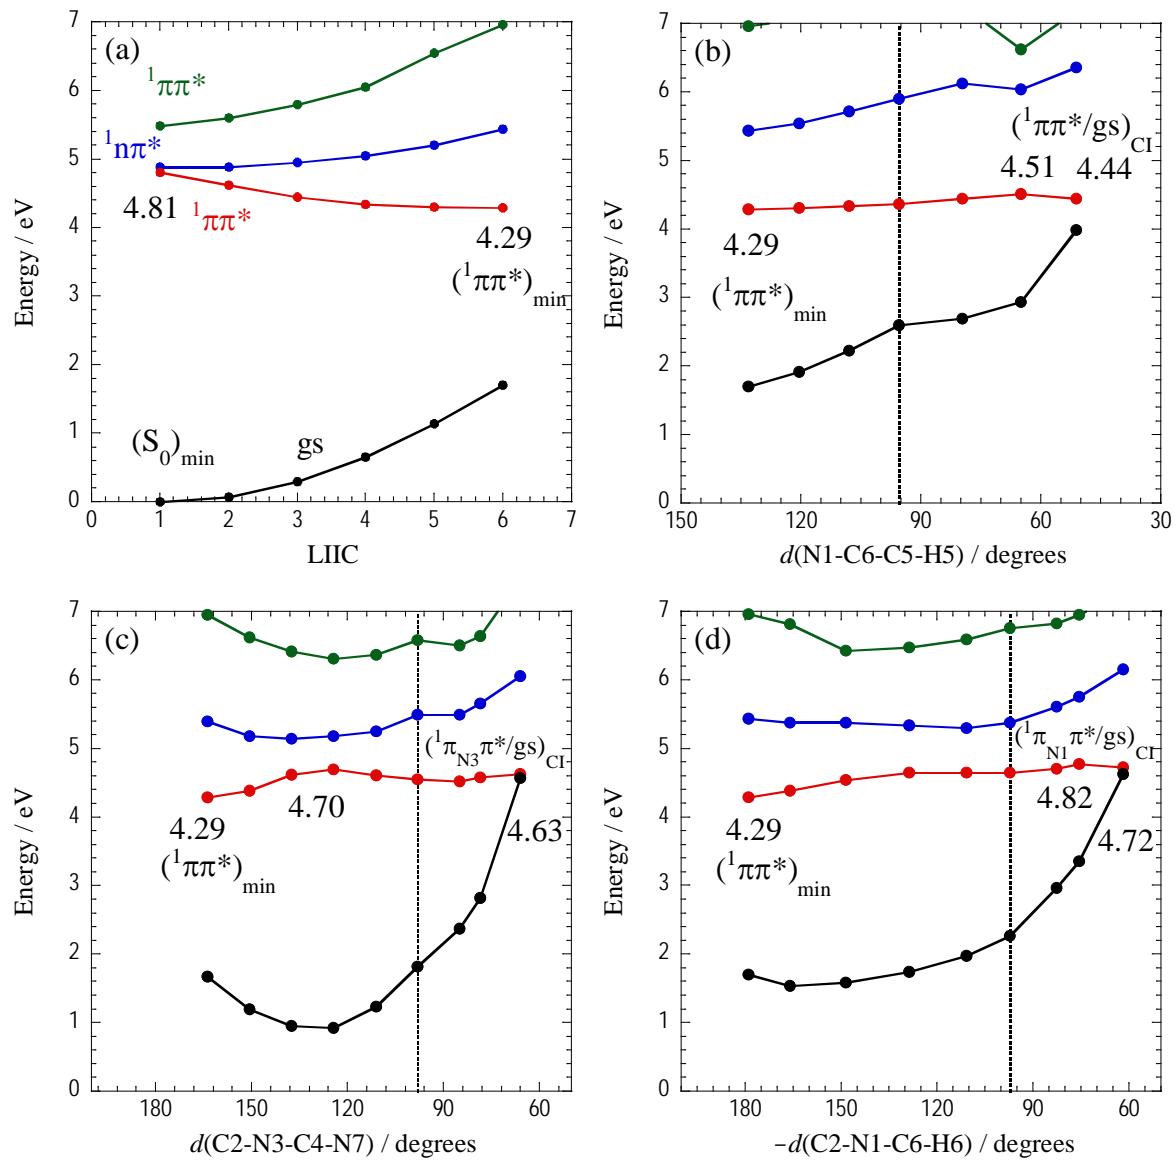 (a)
7
6
5
4
3
2
1
0
Energy / eV
¹ππ*
¹nπ*
4.81 ¹ππ*
4.29
(¹ππ*)min
(S₀)min
gs
0 1 2 3 4 5 6 7
LIIC
(b)
7
6
5
4
3
2
1
0
Energy / eV
(¹ππ*/gs)CI
4.51 4.44
4.29
(¹ππ*)min
150 120 90 60 30
d(N1-C6-C5-H5) / degrees
(c)
7
6
5
4
3
2
1
0
Energy / eV
(¹πN3π*/gs)CI
4.70
4.29
4.63
(¹ππ*)min
180 150 120 90 60
d(C2-N3-C4-N7) / degrees
(d)
7
6
5
4
3
2
1
0
Energy / eV
(¹πN1π*/gs)CI
4.82
4.29
4.72
(¹ππ*)min
180 150 120 90 60
-d(C2-N1-C6-H6) / degrees